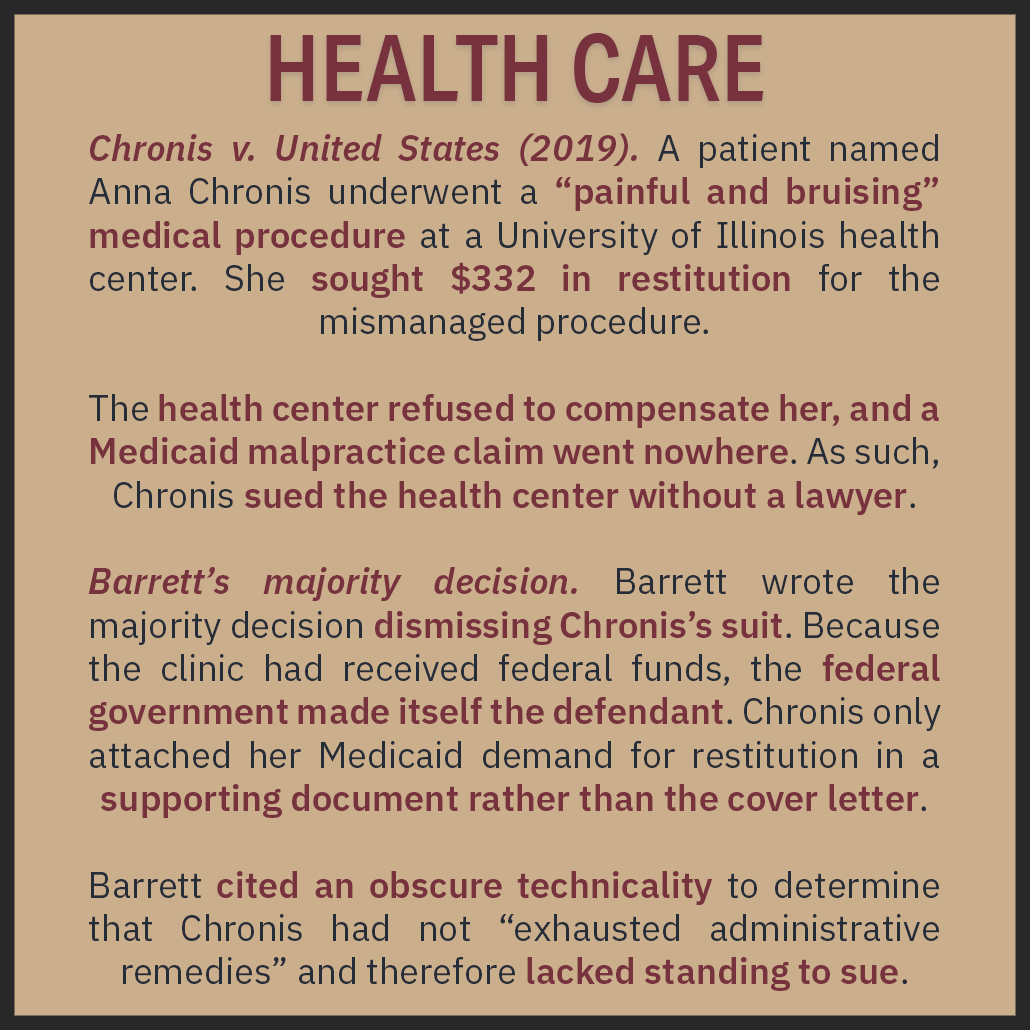 HEALTH CARE
Chronis v. United States (2019). A patient named
Anna Chronis underwent a “painful and bruising”
medical procedure at a University of Illinois health
center. She sought $332 in restitution for the
mismanaged procedure.
The health center refused to compensate her, and a
Medicaid malpractice claim went nowhere. As such,
Chronis sued the health center without a lawyer.
Barrett’s majority decision. Barrett wrote the
majority decision dismissing Chronis’s suit. Because
the clinic had received federal funds, the federal
government made itself the defendant. Chronis only
attached her Medicaid demand for restitution in a
supporting document rather than the cover letter.
Barrett cited an obscure technicality to determine
that Chronis had not “exhausted administrative
remedies” and therefore lacked standing to sue.